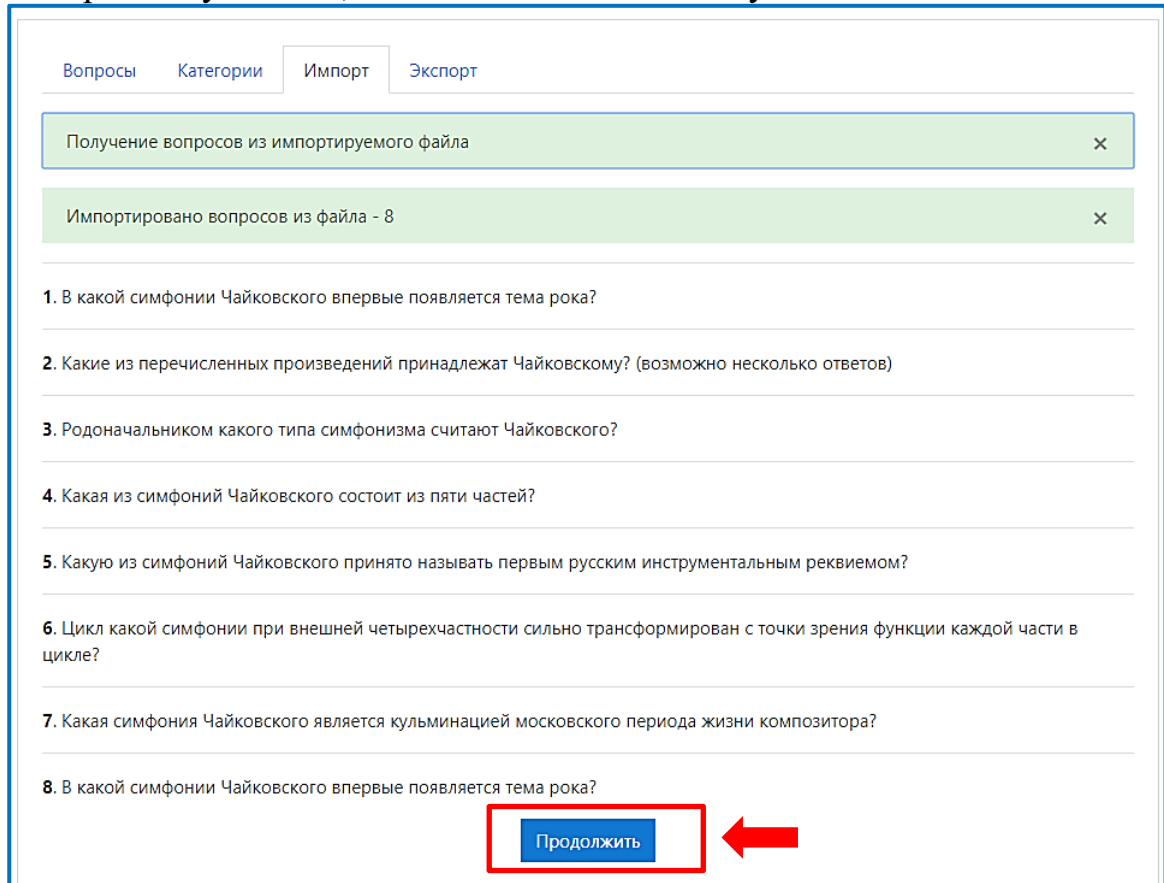 Вопросы Категории Импорт Экспорт
Получение вопросов из импортируемого файла ×
Импортировано вопросов из файла - 8 ×
1. В какой симфонии Чайковского впервые появляется тема рока?
2. Какие из перечисленных произведений принадлежат Чайковскому? (возможно несколько ответов)
3. Родоначальником какого типа симфонизма считают Чайковского?
4. Какая из симфоний Чайковского состоит из пяти частей?
5. Какую из симфоний Чайковского принято называть первым русским инструментальным реквиемом?
6. Цикл какой симфонии при внешней четырехчастности сильно трансформирован с точки зрения функции каждой части в
цикле?
7. Какая симфония Чайковского является кульминацией московского периода жизни композитора?
8. В какой симфонии Чайковского впервые появляется тема рока?
Продолжить